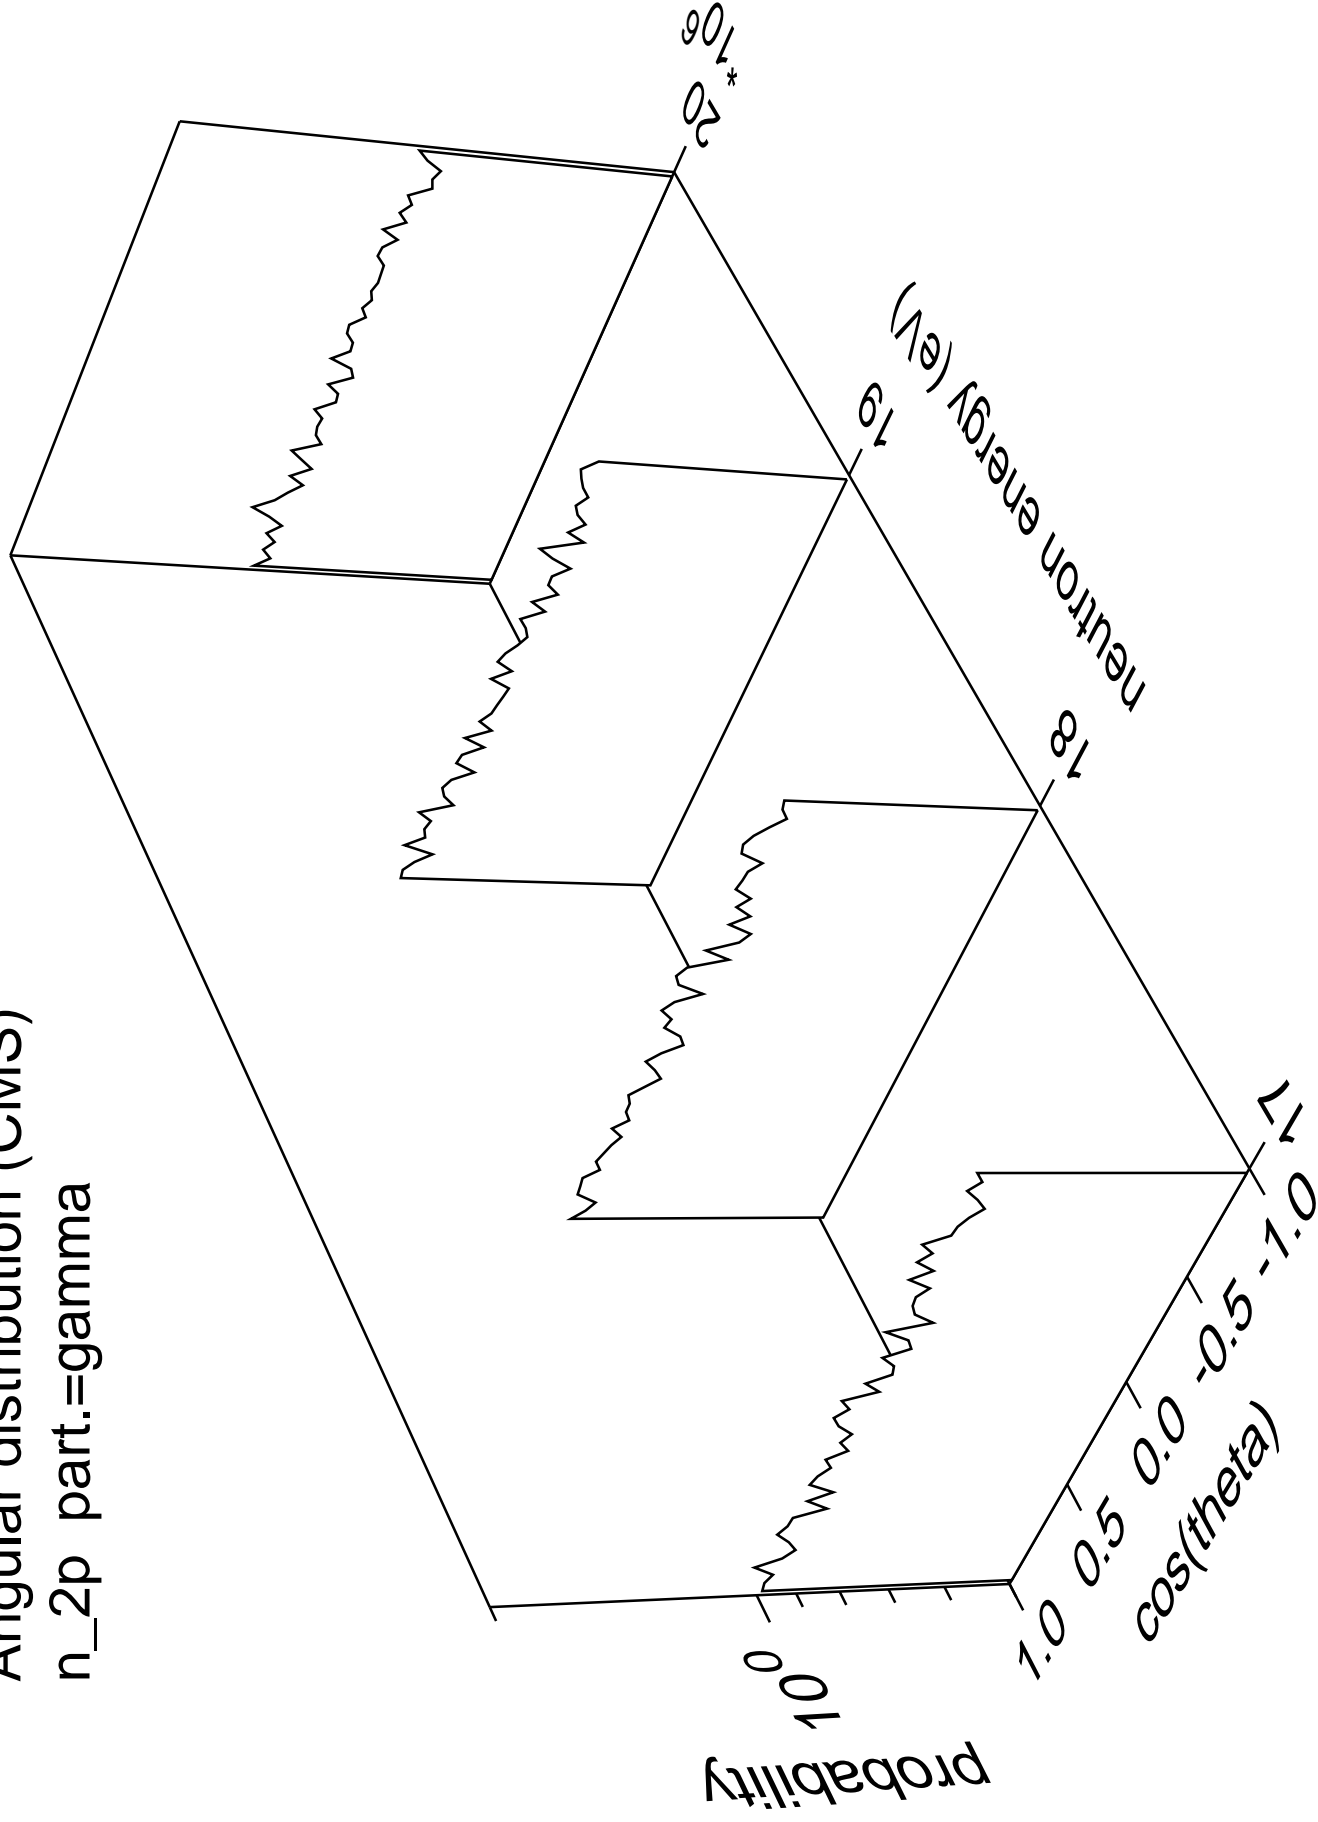 Angular distribution (CMS)
n_2p part.=gamma
probability
10 0
1.0 0.5 0.0 -0.5 -1.0
cos(theta)
17 18 19 20
* 10 6
neutron energy (eV)